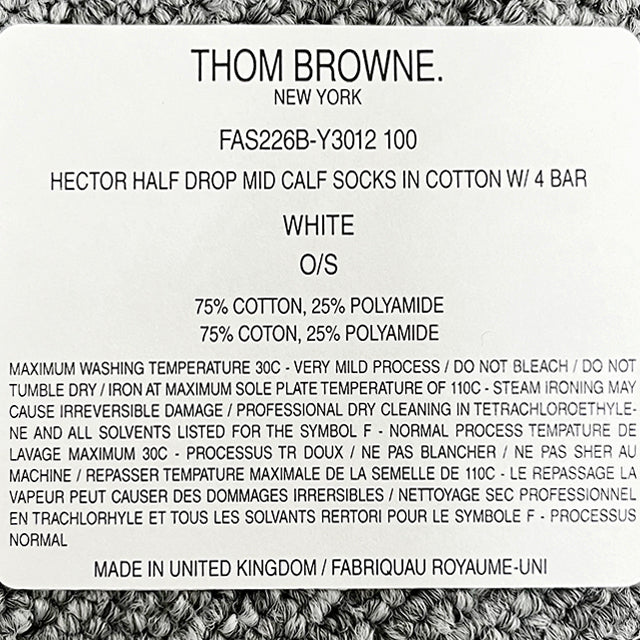 THOM BROWNE.
NEW YORK
FAS226B-Y3012 100
HECTOR HALF DROP MID CALF SOCKS IN COTTON W/ 4 BAR
WHITE
O/S
75% COTTON, 25% POLYAMIDE
75% COTON, 25% POLYAMIDE
MAXIMUM WASHING TEMPERATURE 30C - VERY MILD PROCESS / DO NOT BLEACH / DO NOT
TUMBLE DRY / IRON AT MAXIMUM SOLE PLATE TEMPERATURE OF 110C - STEAM IRONING MAY
CAUSE IRREVERSIBLE DAMAGE / PROFESSIONAL DRY CLEANING IN TETRACHLOROETHYLE-
NE AND ALL SOLVENTS LISTED FOR THE SYMBOL F - NORMAL PROCESS TEMPATURE DE
LAVAGE MAXIMUM 30C - PROCESSUS TR DOUX / NE PAS BLANCHER / NE PAS SHER AU
MACHINE / REPASSER TEMPATURE MAXIMALE DE LA SEMELLE DE 110C - LE REPASSAGE LA
VAPEUR PEUT CAUSER DES DOMMAGES IRRERSIBLES / NETTOYAGE SEC PROFESSIONNEL
EN TRACHLORHYLE ET TOUS LES SOLVANTS RERTORI POUR LE SYMBOLE F - PROCESSUS
NORMAL
MADE IN UNITED KINGDOM / FABRIQUAU ROYAUME-UNI